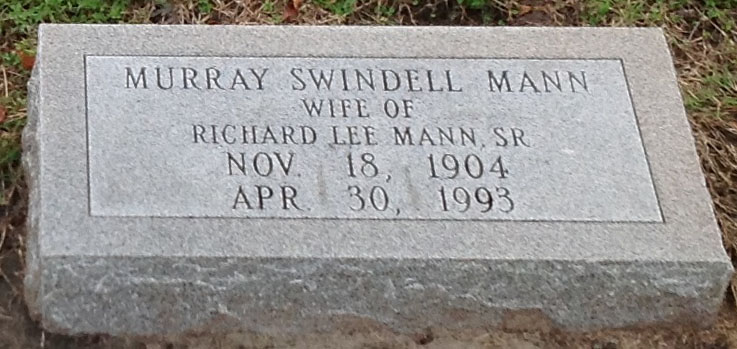 MURRAY SWINDELL MANN
WIFE OF
RICHARD LEE MANN, SR
NOV. 18, 1904
APR. 30, 1993